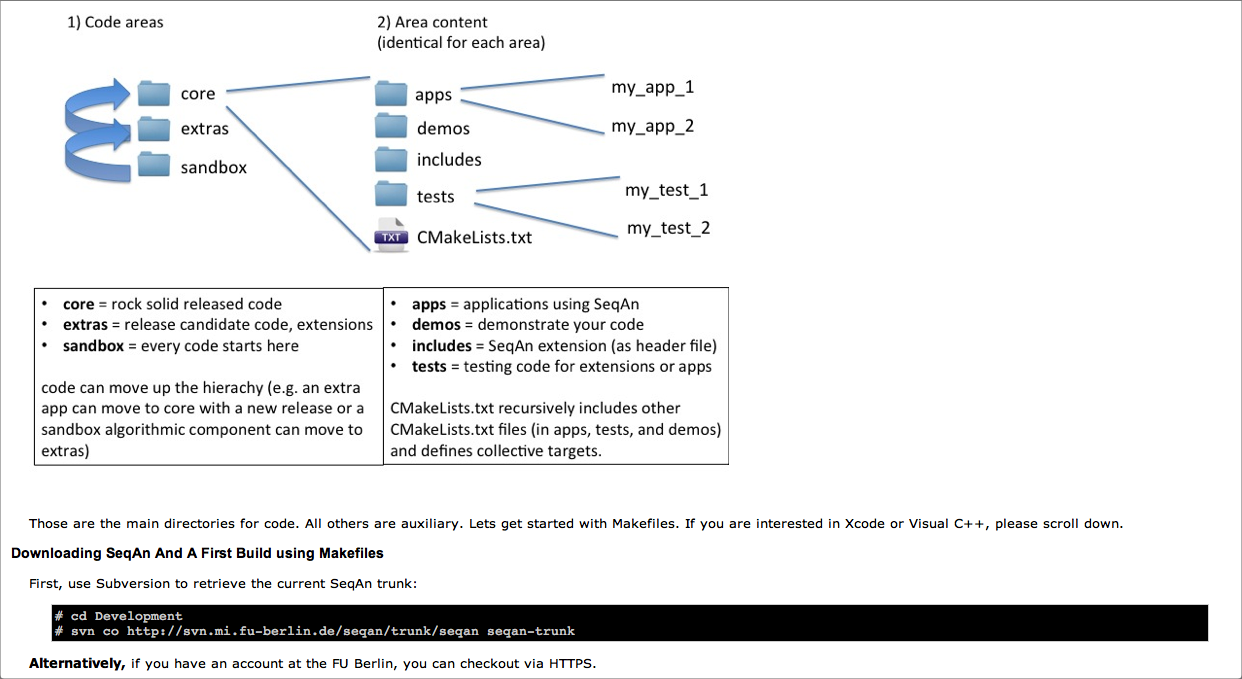 1) Code areas
2) Area content
(identical for each area)
core
extras
sandbox
apps
demos
includes
tests
TXT
CMakeLists.txt
my_app_1
my_app_2
my_test_1
my_test_2
• core = rock solid released code
• extras = release candidate code, extensions
• sandbox = every code starts here
code can move up the hierachy (e.g. an extra
app can move to core with a new release or a
sandbox algorithmic component can move to
extras)
• apps = applications using SeqAn
• demos = demonstrate your code
• includes = SeqAn extension (as header file)
• tests = testing code for extensions or apps
CMakeLists.txt recursively includes other
CMakeLists.txt files (in apps, tests, and demos)
and defines collective targets.
Those are the main directories for code. All others are auxiliary. Lets get started with Makefiles. If you are interested in Xcode or Visual C++, please scroll down.
Downloading SeqAn And A First Build using Makefiles
First, use Subversion to retrieve the current SeqAn trunk:
# cd Development
# svn co http://svn.mi.fu-berlin.de/seqan/trunk/seqan seqan-trunk
Alternatively, if you have an account at the FU Berlin, you can checkout via HTTPS.